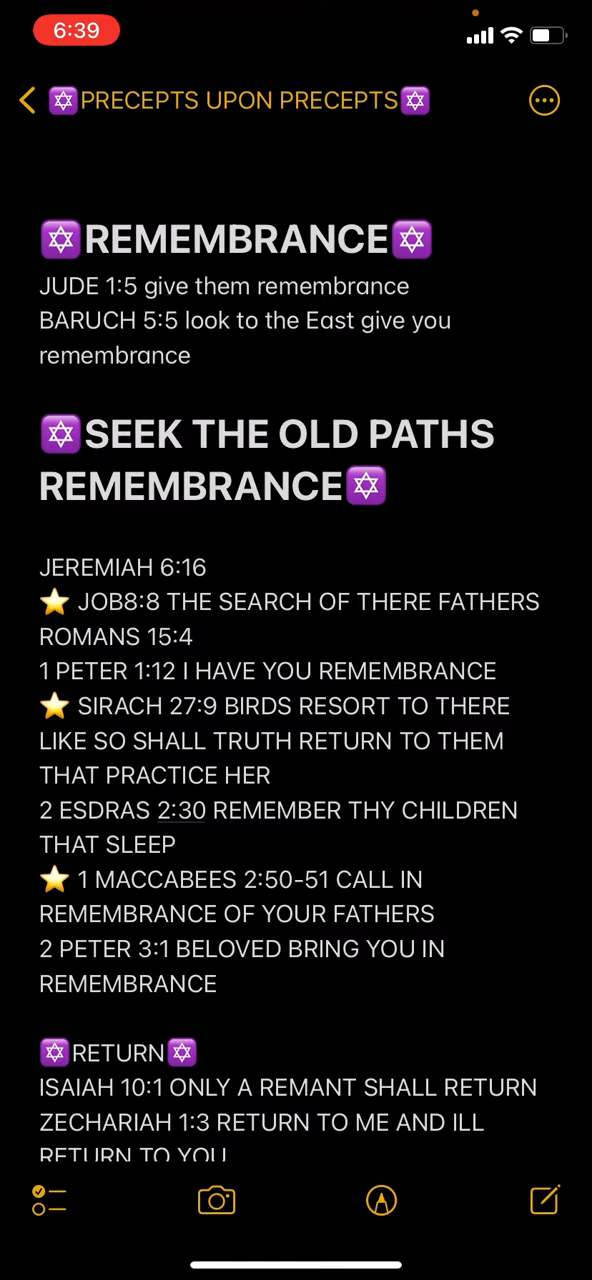 6:39
✡PRECEPTS UPON PRECEPTS✡
✡REMEMBRANCE✡
JUDE 1:5 give them remembrance
BARUCH 5:5 look to the East give you
remembrance
✡SEEK THE OLD PATHS
REMEMBRANCE✡
JEREMIAH 6:16
⭐ JOB8:8 THE SEARCH OF THERE FATHERS
ROMANS 15:4
1 PETER 1:12 I HAVE YOU REMEMBRANCE
⭐ SIRACH 27:9 BIRDS RESORT TO THERE
LIKE SO SHALL TRUTH RETURN TO THEM
THAT PRACTICE HER
2 ESDRAS 2:30 REMEMBER THY CHILDREN
THAT SLEEP
⭐ 1 MACCABEES 2:50-51 CALL IN
REMEMBRANCE OF YOUR FATHERS
2 PETER 3:1 BELOVED BRING YOU IN
REMEMBRANCE
✡RETURN✡
ISAIAH 10:1 ONLY A REMANT SHALL RETURN
ZECHARIAH 1:3 RETURN TO ME AND ILL
RETURN TO YOU